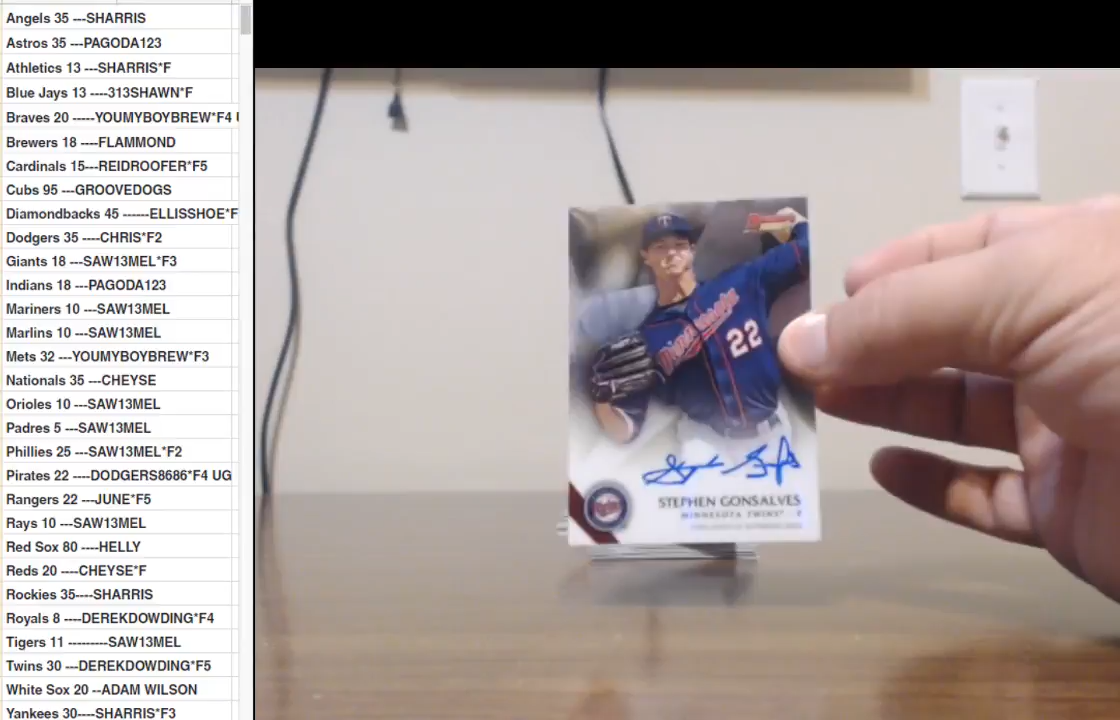 Angels 35 ---SHARRIS
Astros 35 ---PAGODA123
Athletics 13 ---SHARRIS*F
Blue Jays 13 ----313SHAWN*F
Braves 20 -----YOUMYBOYBREW*F4
Brewers 18 ----FLAMMOND
Cardinals 15---REIDROOFER*F5
Cubs 95 ---GROOVEDOGS
Diamondbacks 45 ------ELLISSHOE*F
Dodgers 35 ----CHRIS*F2
Giants 18 ---SAW13MEL*F3
Indians 18 ---PAGODA123
Mariners 10 ---SAW13MEL
Marlins 10 ---SAW13MEL
Mets 32 ---YOUMYBOYBREW*F3
Nationals 35 ---CHEYSE
Orioles 10 ---SAW13MEL
Padres 5 ---SAW13MEL
Phillies 25 ---SAW13MEL*F2
Pirates 22 ----DODGERS8686*F4 UG
Rangers 22 ---JUNE*F5
Rays 10 ---SAW13MEL
Red Sox 80 ----HELLY
Reds 20 ----CHEYSE*F
Rockies 35----SHARRIS
Royals 8 ----DEREKDOWDING*F4
Tigers 11 ---------SAW13MEL
Twins 30 ---DEREKDOWDING*F5
White Sox 20 --ADAM WILSON
Yankees 30----SHARRIS*F3
T
Minnesota
22
STEPHEN GONSALVES
MINNESOTA TWINS
Twins